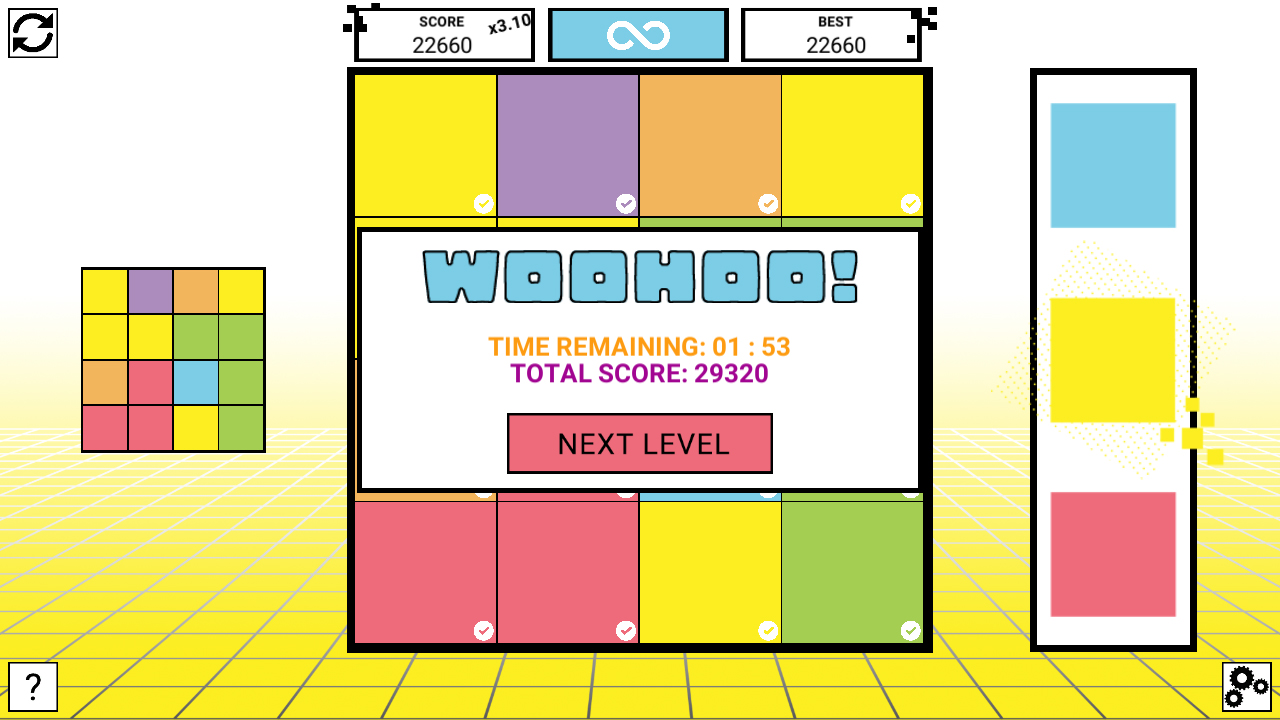 SCORE
x3.10
22660
BEST
22660
WOOHOO!
TIME REMAINING: 01 : 53
TOTAL SCORE: 29320
NEXT LEVEL
?